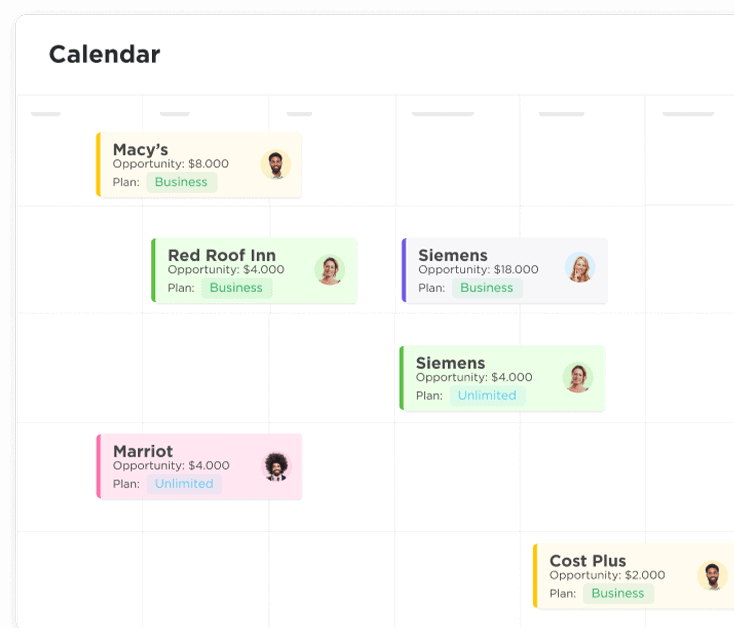 Calendar
Macy's
Opportunity: $8.000
Plan: Business
Red Roof Inn
Opportunity: $4.000
Plan: Business
Siemens
Opportunity: $18.000
Plan: Business
Siemens
Opportunity: $4.000
Plan: Unlimited
Marriot
Opportunity: $4.000
Plan: Unlimited
Cost Plus
Opportunity: $2.000
Plan: Business